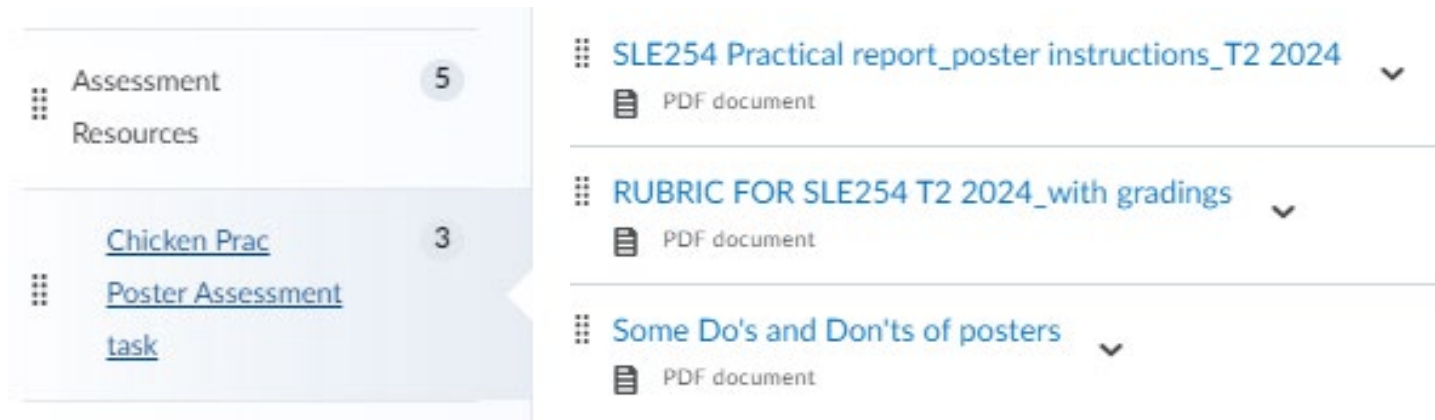 Assessment
Resources
5
Chicken Prac
Poster Assessment
task
3
SLE254 Practical report_poster instructions_T2 2024
PDF document
RUBRIC FOR SLE254 T2 2024_with gradings
PDF document
Some Do's and Don'ts of posters
PDF document